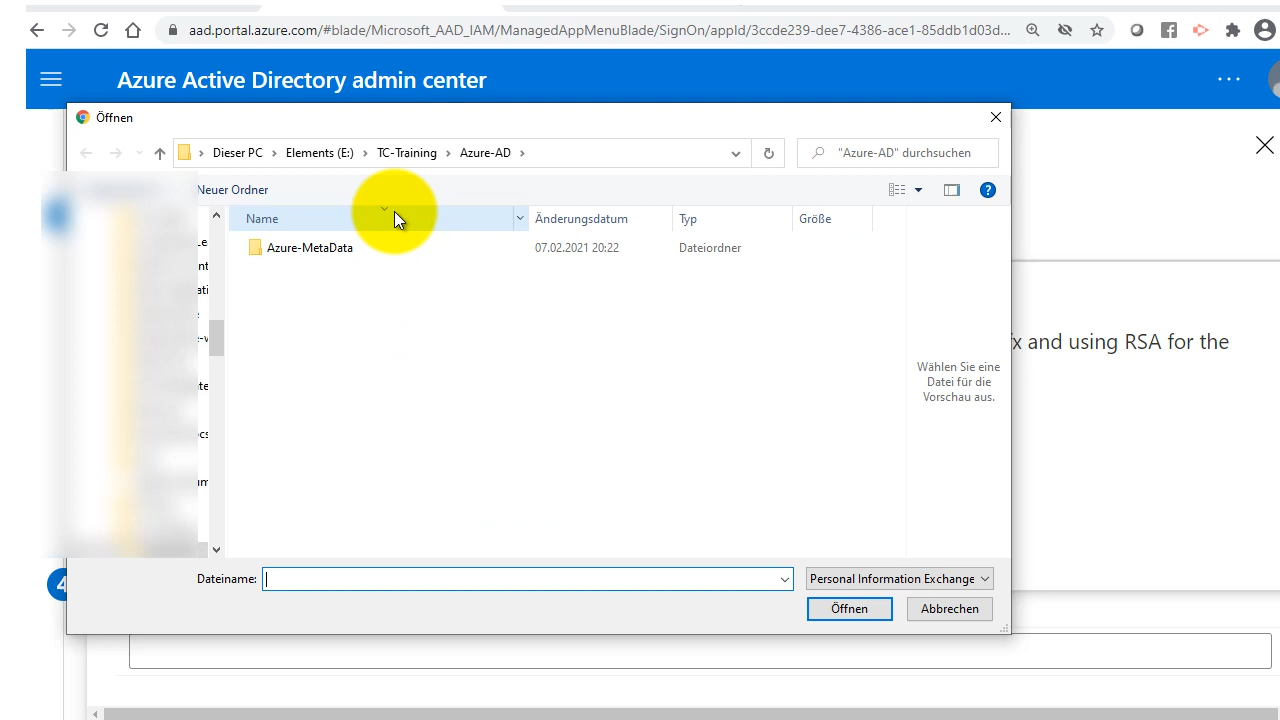 aad.portal.azure.com/#blade/Microsoft_AAD_IAM/ManagedAppMenuBlade/SignOn/appId/3ccde239-dee7-4386-ace1-85ddb1d03d...
Azure Active Directory admin center
Öffnen
Dieser PC › Elements (E:) › TC-Training › Azure-AD ›
"Azure-AD" durchsuchen
Neuer Ordner
Name Änderungsdatum Typ Größe
Azure-MetaData 07.02.2021 20:22 Dateiordner
x and using RSA for the
Wählen Sie eine
Datei für die
Vorschau aus.
4
Dateiname:
Personal Information Exchange
Öffnen Abbrechen